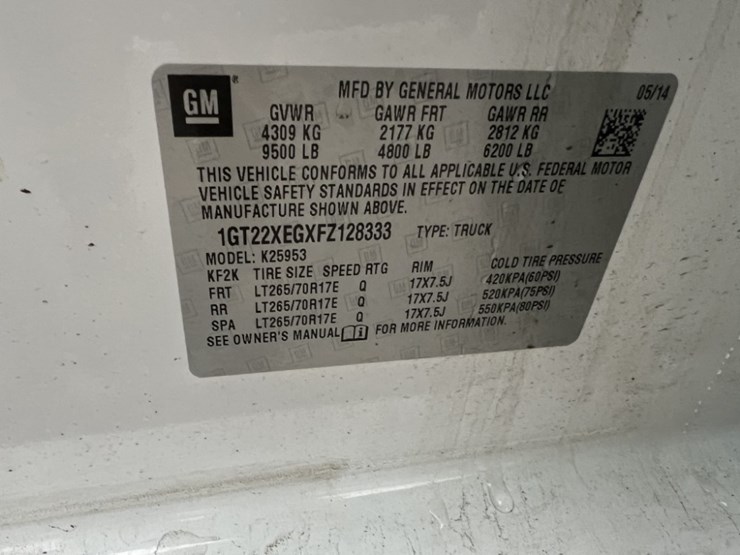 GM ®
MFD BY GENERAL MOTORS LLC 05/14
GVWR GAWR FRT GAWR RR
4309 KG 2177 KG 2812 KG
9500 LB 4800 LB 6200 LB
THIS VEHICLE CONFORMS TO ALL APPLICABLE U.S. FEDERAL MOTOR
VEHICLE SAFETY STANDARDS IN EFFECT ON THE DATE OF
MANUFACTURE SHOWN ABOVE.
1GT22XEGXFZ128333 TYPE: TRUCK
MODEL: K25953
KF2K TIRE SIZE SPEED RTG RIM COLD TIRE PRESSURE
FRT LT265/70R17E Q 17X7.5J 420KPA(60PSI)
RR LT265/70R17E Q 17X7.5J 520KPA(75PSI)
SPA LT265/70R17E Q 17X7.5J 550KPA(80PSI)
SEE OWNER'S MANUAL i FOR MORE INFORMATION.